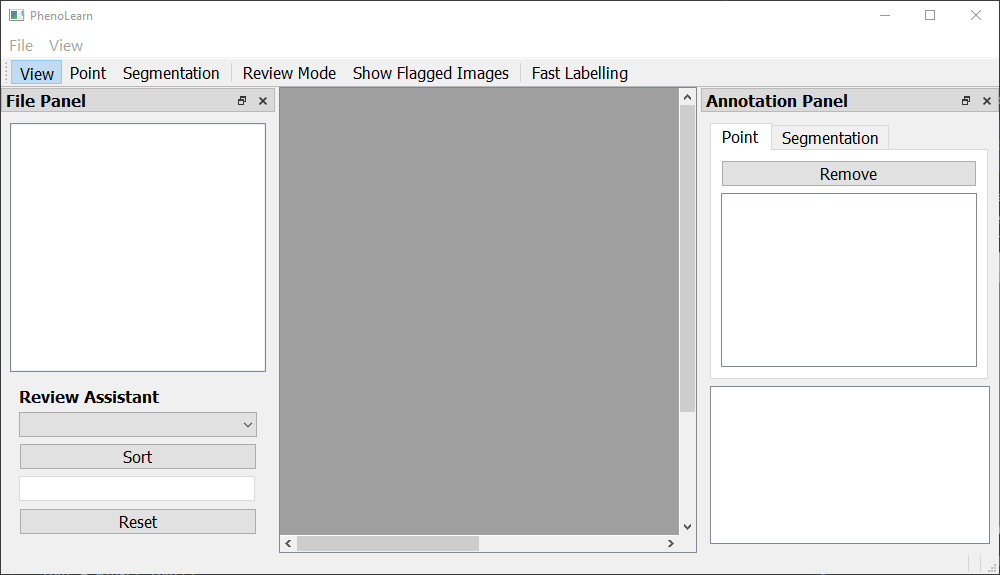 PhenoLearn
File View
View Point Segmentation Review Mode Show Flagged Images Fast Labelling
File Panel
Review Assistant
Sort
Reset
Annotation Panel
Point Segmentation
Remove